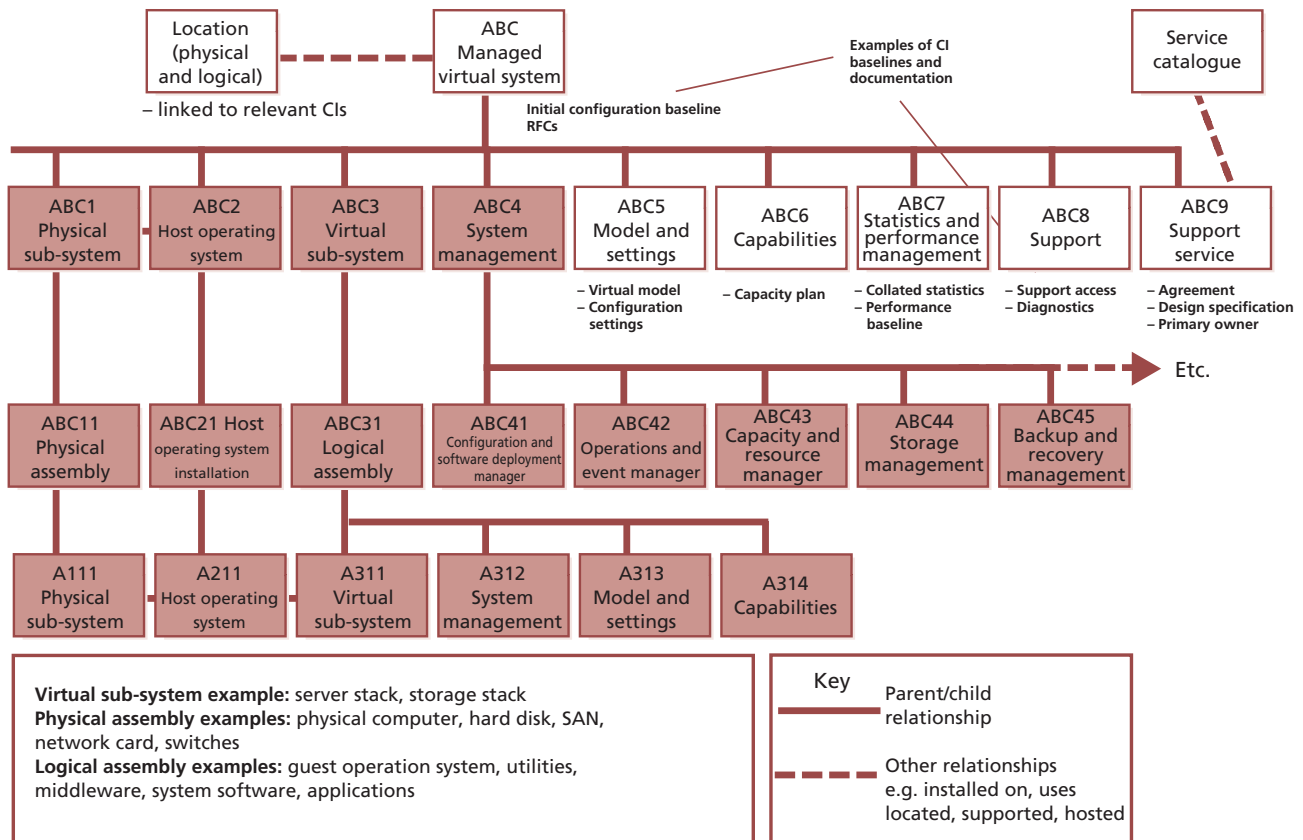 Location
(physical
and logical)
– linked to relevant CIs
ABC
Managed
virtual system
Initial configuration baseline
RFCs
Examples of CI
baselines and
documentation
Service
catalogue
ABC1
Physical
sub-system
ABC2
Host operating
system
ABC3
Virtual
sub-system
ABC4
System
management
ABC5
Model and
settings
– Virtual model
– Configuration
settings
ABC6
Capabilities
– Capacity plan
ABC7
Statistics and
performance
management
– Collated statistics
– Performance
baseline
ABC8
Support
– Support access
– Diagnostics
ABC9
Support
service
– Agreement
– Design specification
– Primary owner
Etc.
ABC11
Physical
assembly
ABC21 Host
operating system
installation
ABC31
Logical
assembly
ABC41
Configuration and
software deployment
manager
ABC42
Operations and
event manager
ABC43
Capacity and
resource
manager
ABC44
Storage
management
ABC45
Backup and
recovery
management
A111
Physical
sub-system
A211
Host operating
system
A311
Virtual
sub-system
A312
System
management
A313
Model and
settings
A314
Capabilities
Virtual sub-system example: server stack, storage stack
Physical assembly examples: physical computer, hard disk, SAN,
network card, switches
Logical assembly examples: guest operation system, utilities,
middleware, system software, applications
Key
Parent/child
relationship
Other relationships
e.g. installed on, uses
located, supported, hosted